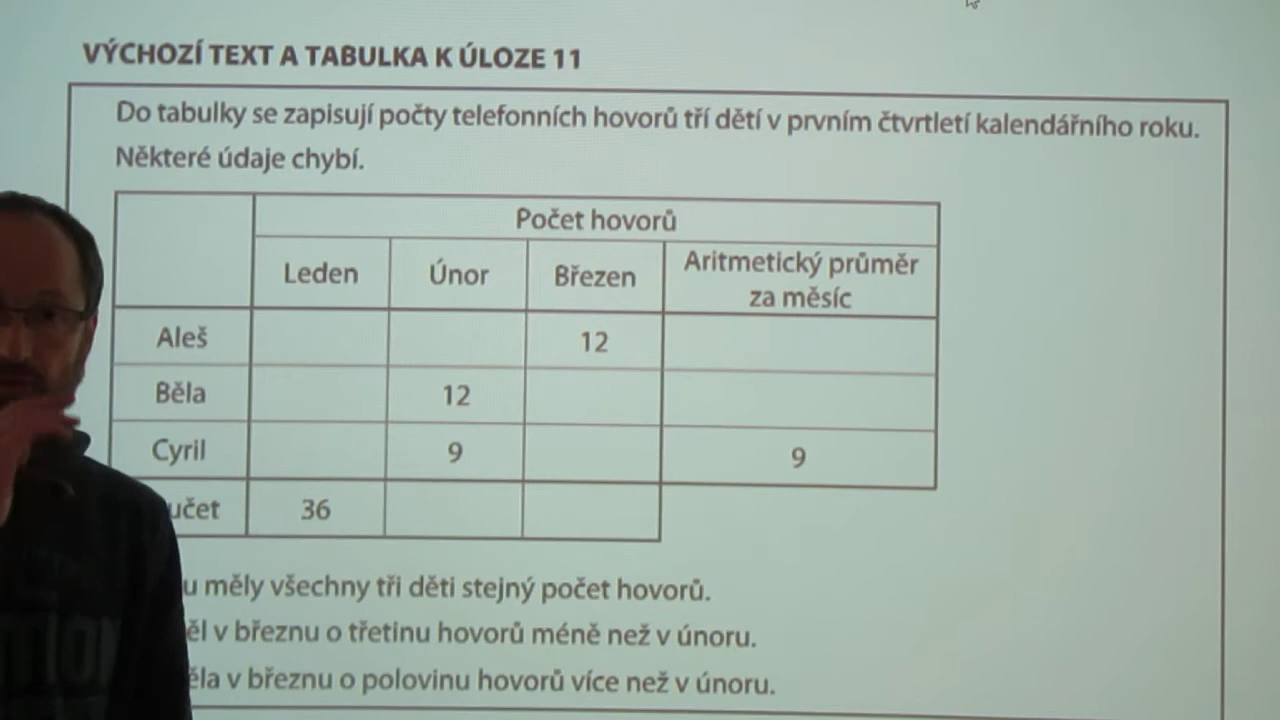 VÝCHOZÍ TEXT A TABULKA K ÚLOZE 11
Do tabulky se zapisují počty telefonních hovorů tří dětí v prvním čtvrtletí kalendářního roku.
Některé údaje chybí.
Počet hovorů
Leden Únor Březen Aritmetický průměr za měsíc
Aleš 12
Běla 12
Cyril 9 9
36
měly všechny tři děti stejný počet hovorů.
v březnu o třetinu hovorů méně než v únoru.
v březnu o polovinu hovorů více než v únoru.